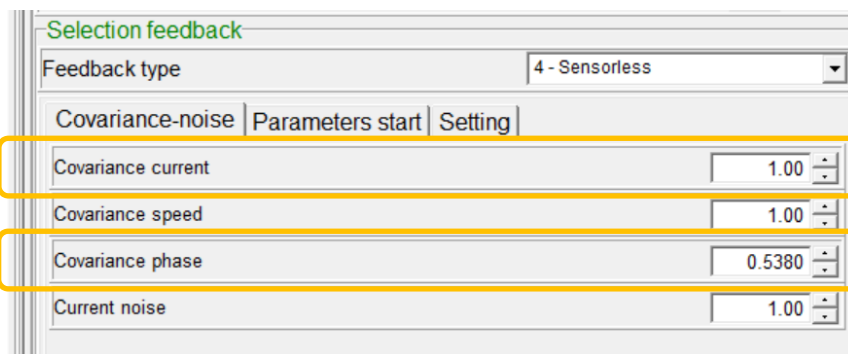 Selection feedback
Feedback type 4 - Sensorless
Covariance-noise Parameters start Setting
Covariance current 1.00
Covariance speed 1.00
Covariance phase 0.5380
Current noise 1.00